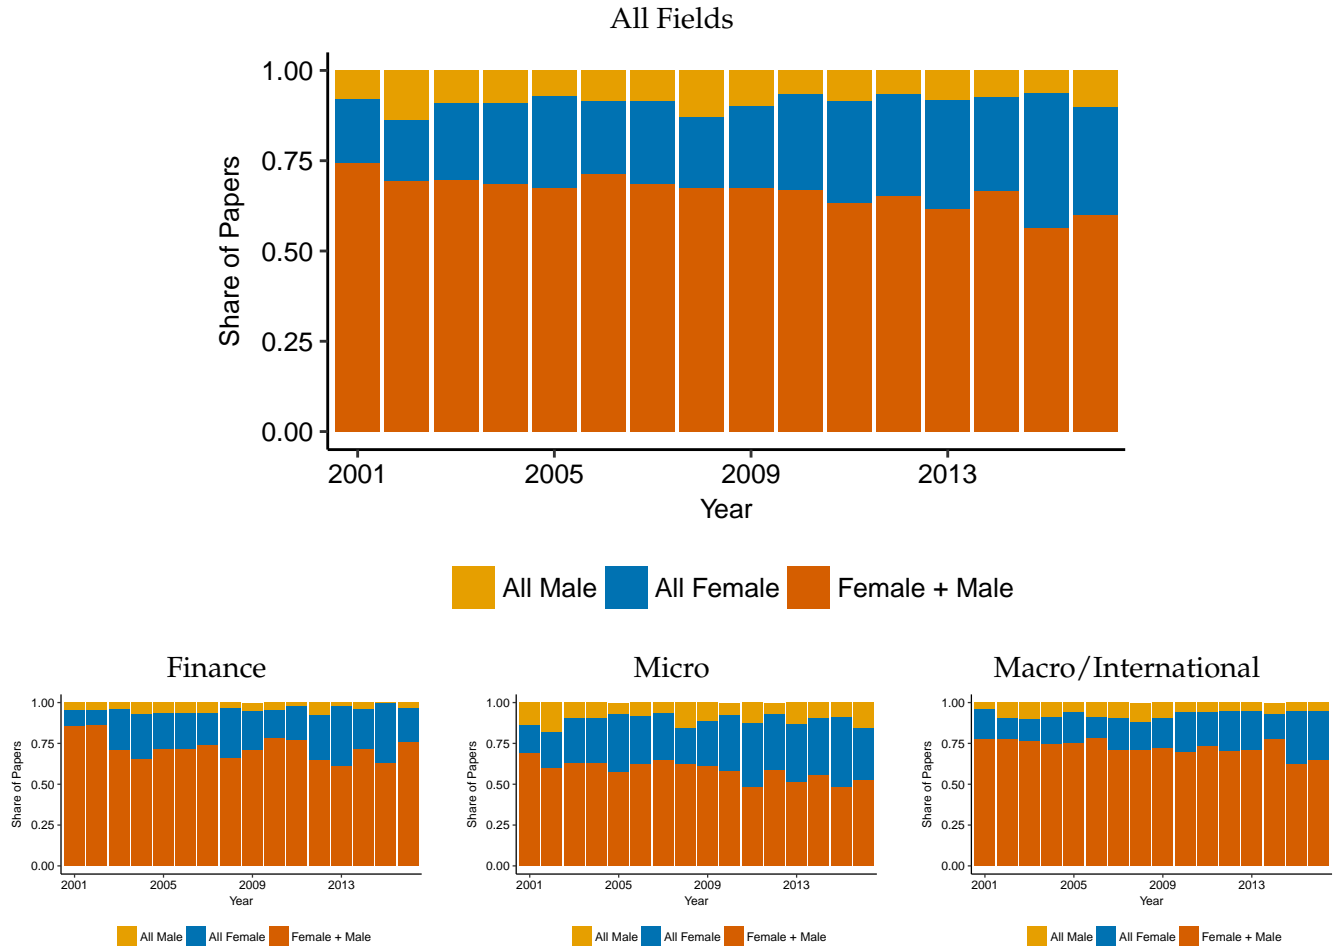 All Fields
1.00
0.75
0.50
0.25
0.00
Share of Papers
2001 2005 2009 2013
Year
All Male All Female Female + Male
Finance
1.00
0.75
0.50
0.25
0.00
Share of Papers
2001 2005 2009 2013
Year
All Male All Female Female + Male
Micro
1.00
0.75
0.50
0.25
0.00
Share of Papers
2001 2005 2009 2013
Year
All Male All Female Female + Male
Macro/International
1.00
0.75
0.50
0.25
0.00
Share of Papers
2001 2005 2009 2013
Year
All Male All Female Female + Male